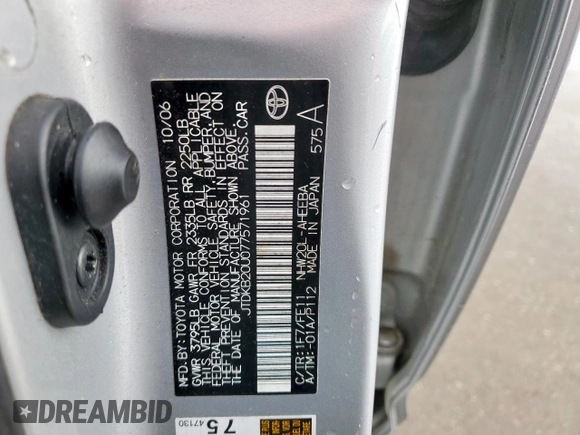 MFD.BY:TOYOTA MOTOR CORPORATION 10/06
GVWR 3795LB GAWR FR 2335LB RR 2250LB
THIS VEHICLE CONFORMS TO ALL APPLICABLE
FEDERAL MOTOR VEHICLE SAFETY, BUMPER, AND
THEFT PREVENTION STANDARDS IN EFFECT ON
THE DATE OF MANUFACTURE SHOWN ABOVE.
JTDKB20U077571961 PASS.CAR
C/TR:1F7/FE11 NHW20L-AHEEBA
A/TM:-01A/P112 MADE IN JAPAN 575 A
75
47130
DREAMBID